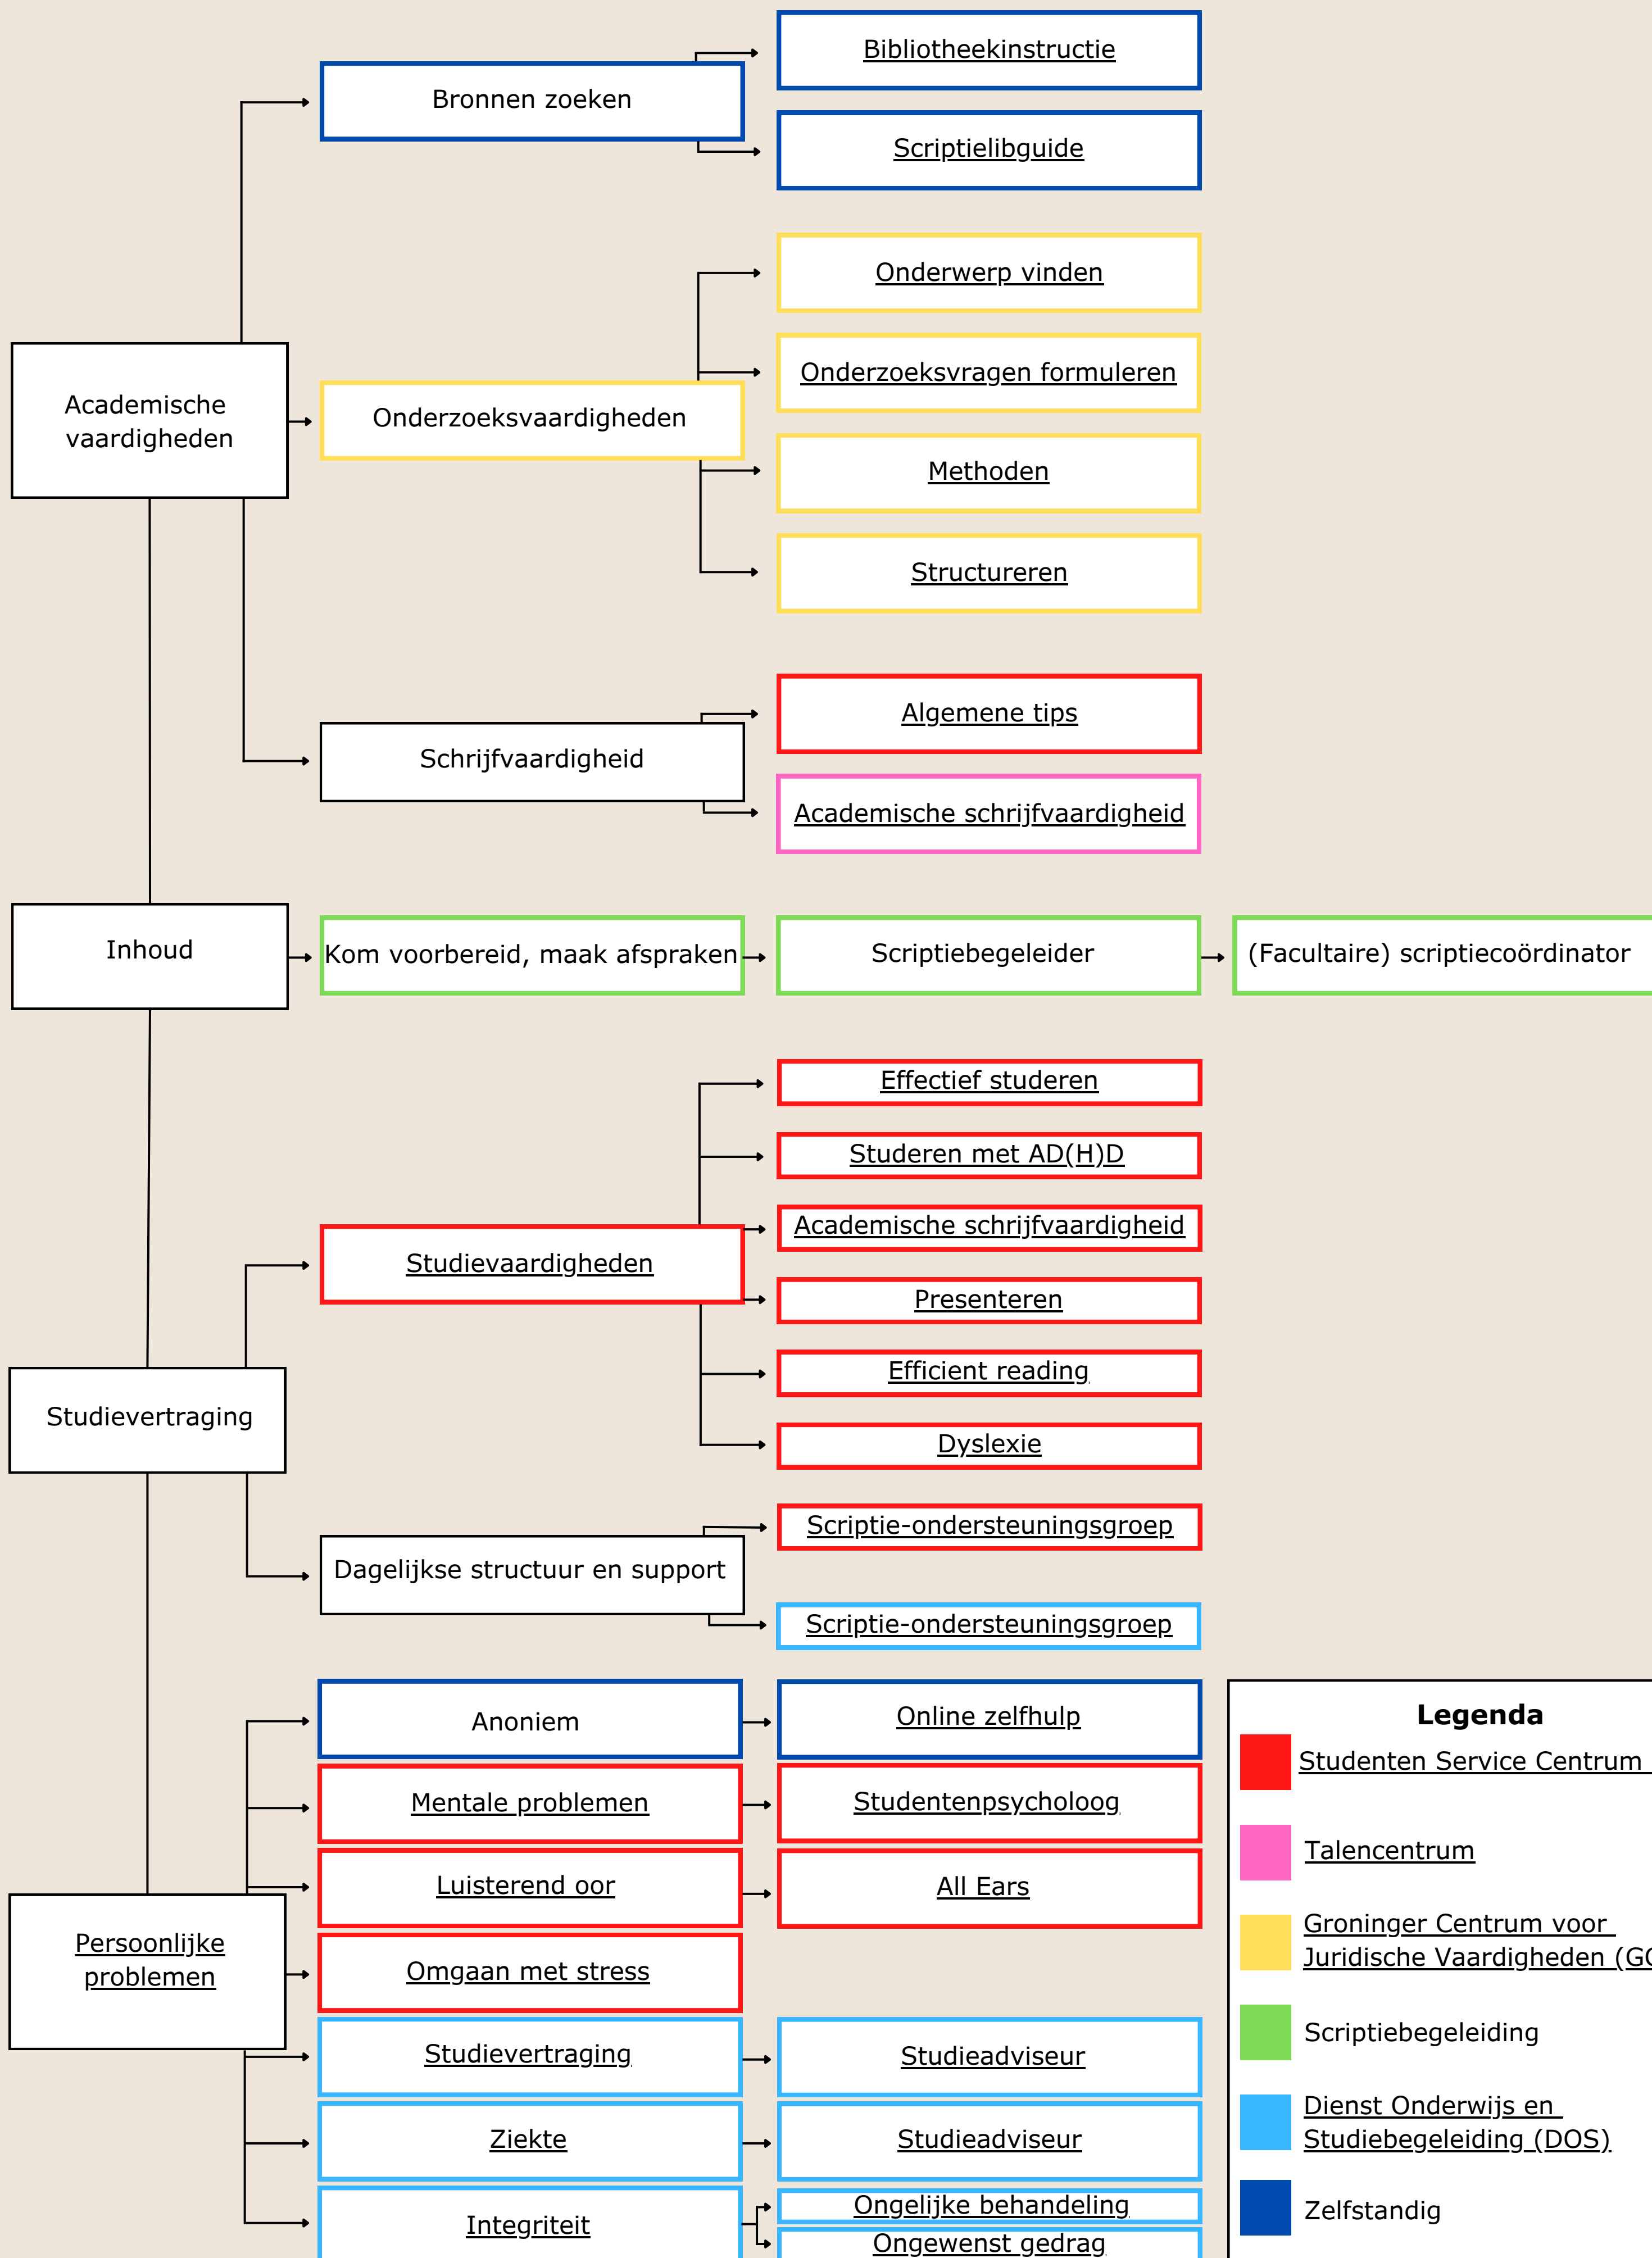 Bibliotheekinstructie
Bronnen zoeken
Scriptielibguide
Onderwerp vinden
Onderzoeksvragen formuleren
Academische
vaardigheden
Onderzoeksvaardigheden
Methoden
Structureren
Algemene tips
Schrijfvaardigheid
Academische schrijfvaardigheid
Inhoud
Kom voorbereid, maak afspraken
Scriptiebegeleider
(Facultaire) scriptiecoördinator
Effectief studeren
Studeren met AD(H)D
Academische schrijfvaardigheid
Studievaardigheden
Presenteren
Efficient reading
Studievertraging
Dyslexie
Scriptie-ondersteuningsgroep
Dagelijkse structuur en support
Scriptie-ondersteuningsgroep
Anoniem
Online zelfhulp
Mentale problemen
Studentenpsycholoog
Luisterend oor
All Ears
Persoonlijke
problemen
Omgaan met stress
Studievertraging
Studieadviseur
Ziekte
Studieadviseur
Integriteit
Ongelijke behandeling
Ongewenst gedrag
Legenda
Studenten Service Centrum
Talencentrum
Groninger Centrum voor
Juridische Vaardigheden
Scriptiebegeleiding
Dienst Onderwijs en
Studiebegeleiding (DOS)
Zelfstandig